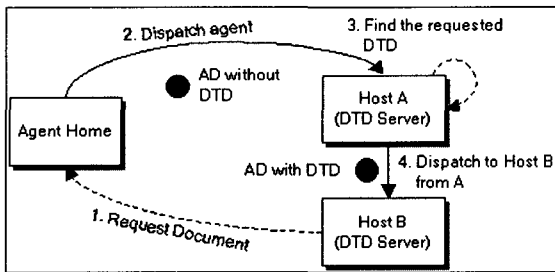 2. Dispatch agent
3. Find the requested
DTD
AD without
DTD
Agent Home
Host A
(DTD Server)
AD with DTD
4. Dispatch to Host B
from A
1. Request Document
Host B
(DTD Server)